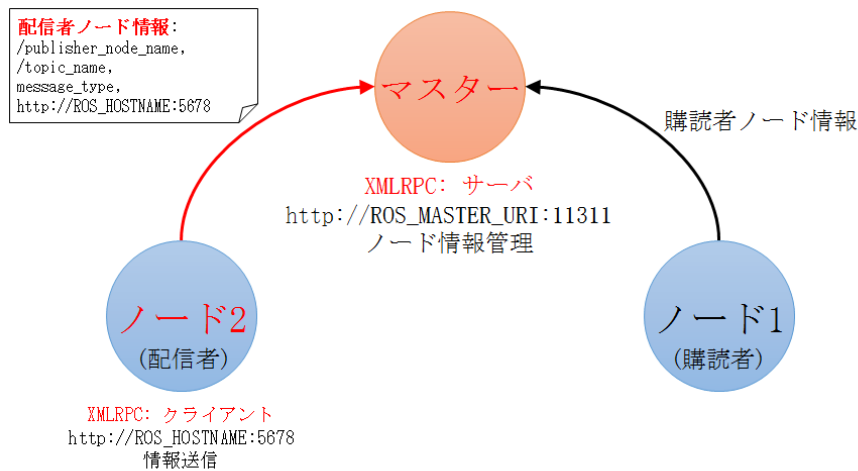 配信者ノード情報:
/publisher_node_name,
/topic_name,
message_type,
http://ROS_HOSTNAME:5678
マスター
購読者ノード情報
XMLRPC: サーバ
http://ROS_MASTER_URI:11311
ノード情報管理
ノード2
(配信者)
ノード1
(購読者)
XMLRPC: クライアント
http://ROS_HOSTNAME:5678
情報送信